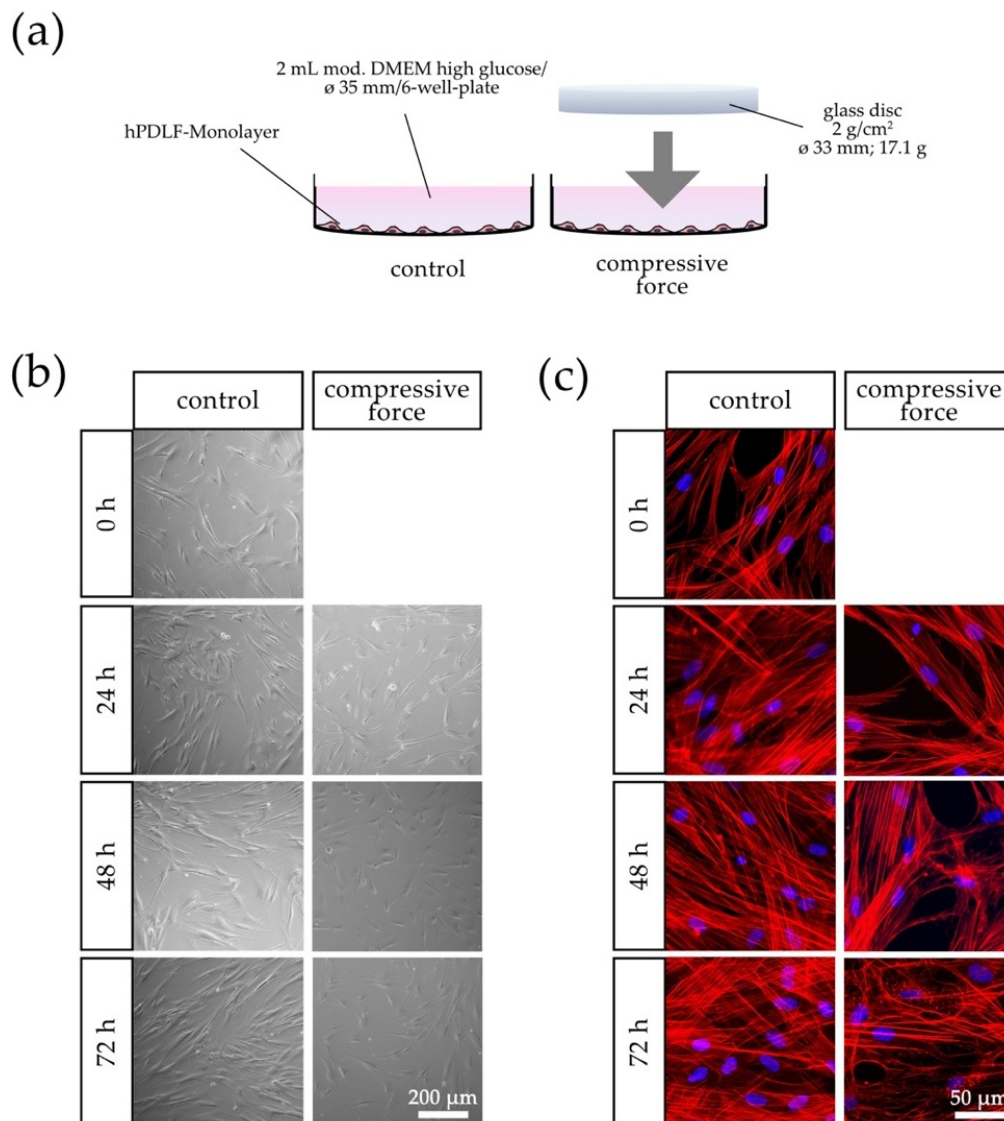 (a)
2 mL mod. DMEM high glucose/
ø 35 mm/6-well-plate
hPDLF-Monolayer
glass disc
2 g/cm²
ø 33 mm; 17.1 g
control
compressive
force
(b)
control
compressive
force
0 h
24 h
48 h
72 h
200 µm
(c)
control
compressive
force
0 h
24 h
48 h
72 h
50 µm